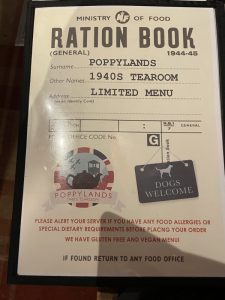 MINISTRY OF FOOD
RATION BOOK
(GENERAL) 1944-45
Surname POPPYLANDS
Other Names 1940S TEAROOM
Address LIMITED MENU
GENERAL
OFFICE CODE No.
G
POPPYLANDS
DOGS
WELCOME
PLEASE ALERT YOUR SERVER IF YOU HAVE ANY FOOD ALLERGIES OR
SPECIAL DIETARY REQUIREMENTS BEFORE PLACING YOUR ORDER
WE HAVE GLUTEN FREE AND VEGAN MENU!
IF FOUND RETURN TO ANY FOOD OFFICE